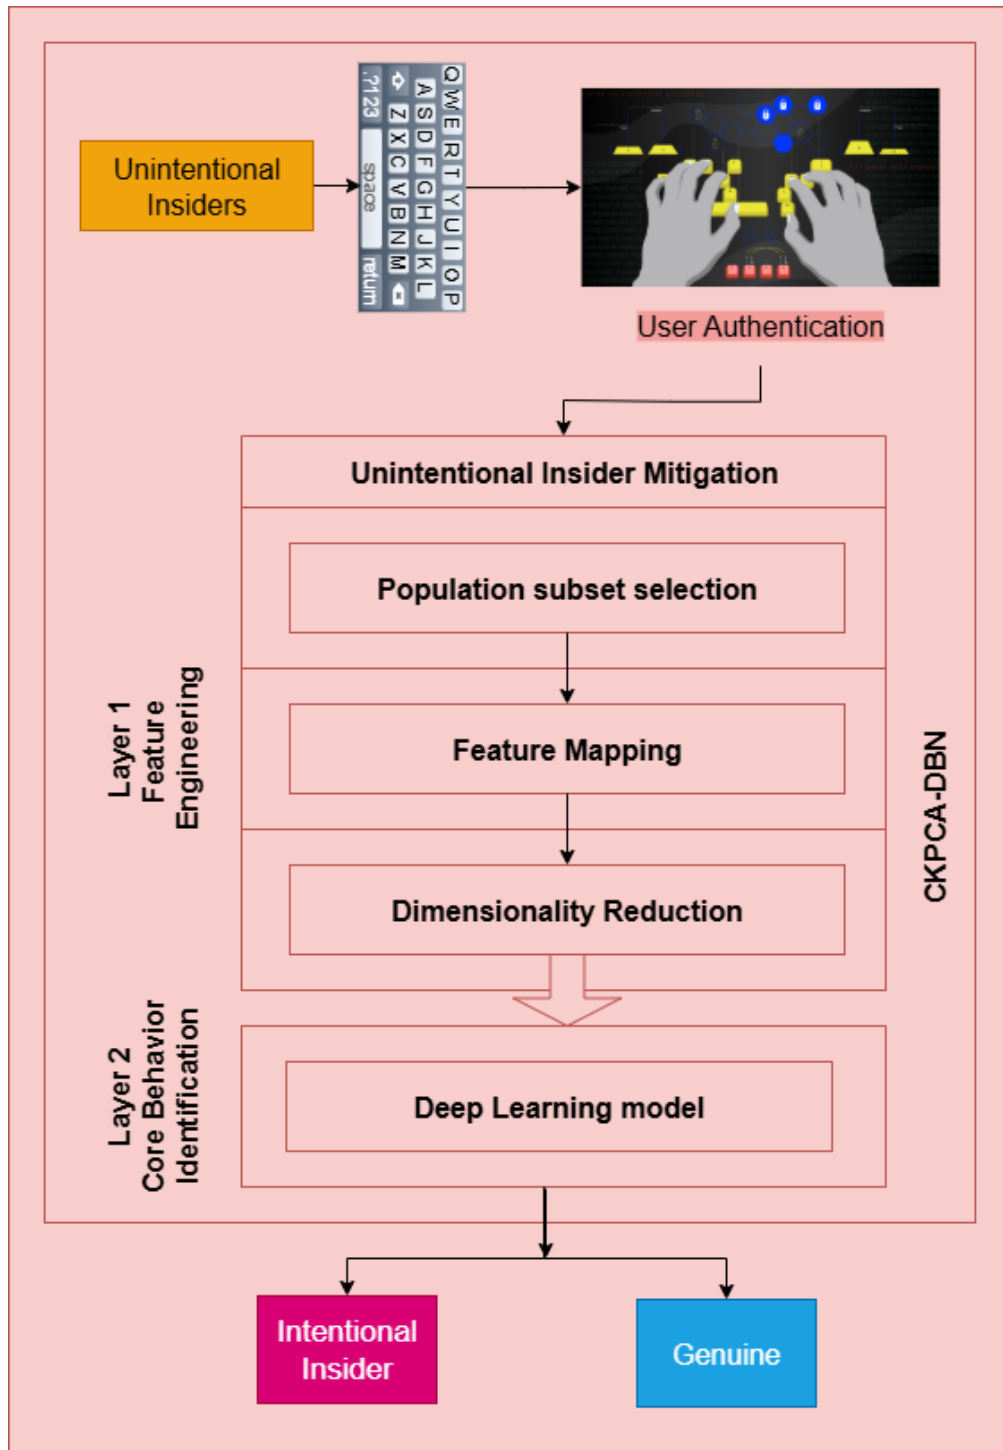 Unintentional
Insiders
QWERTYUIOP
ASDFGHJKL
ZXCVBNM
.?123
space
return
User Authentication
Unintentional Insider Mitigation
Population subset selection
Layer 1
Feature
Engineering
Feature Mapping
CKPCA-DBN
Dimensionality Reduction
Layer 2
Core Behavior
Identification
Deep Learning model
Intentional
Insider
Genuine